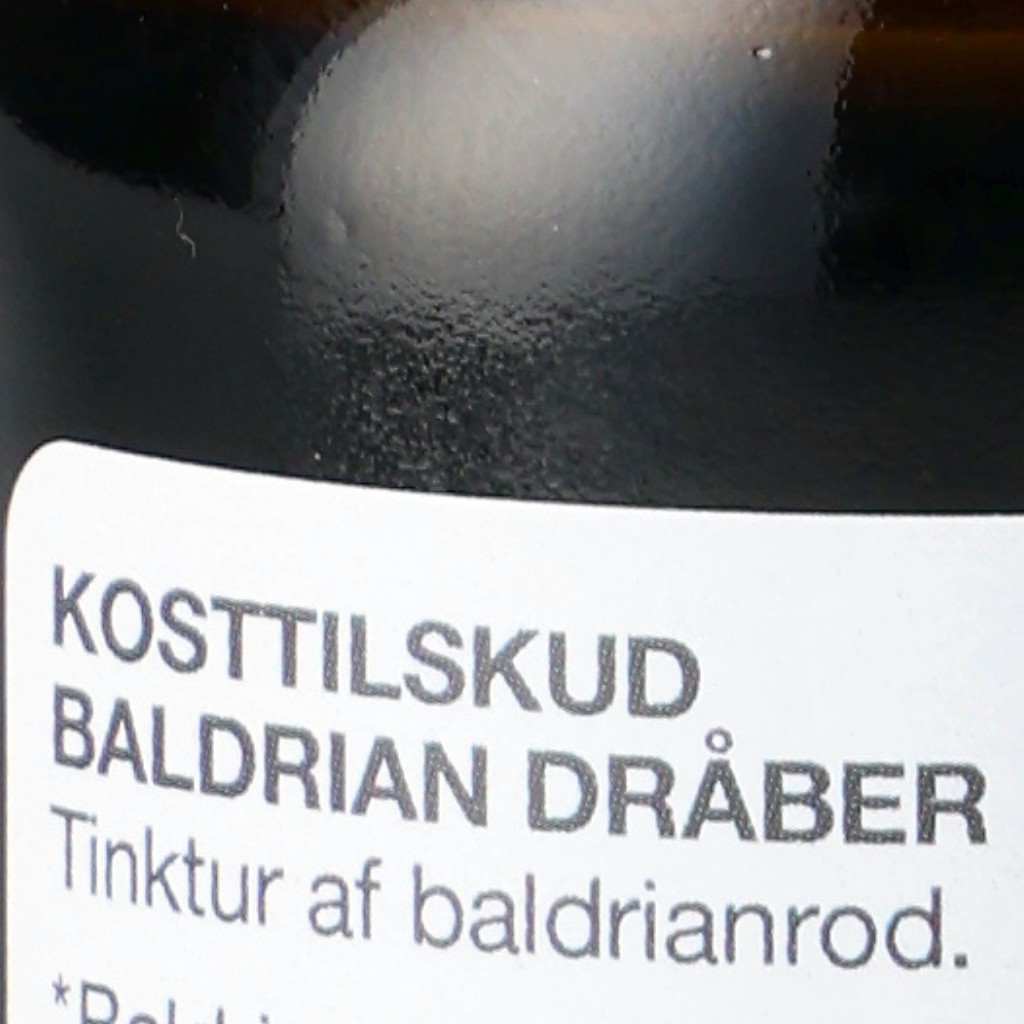 KOSTTILSKUD
BALDRIAN DRÅBER
Tinktur af baldrianrod.